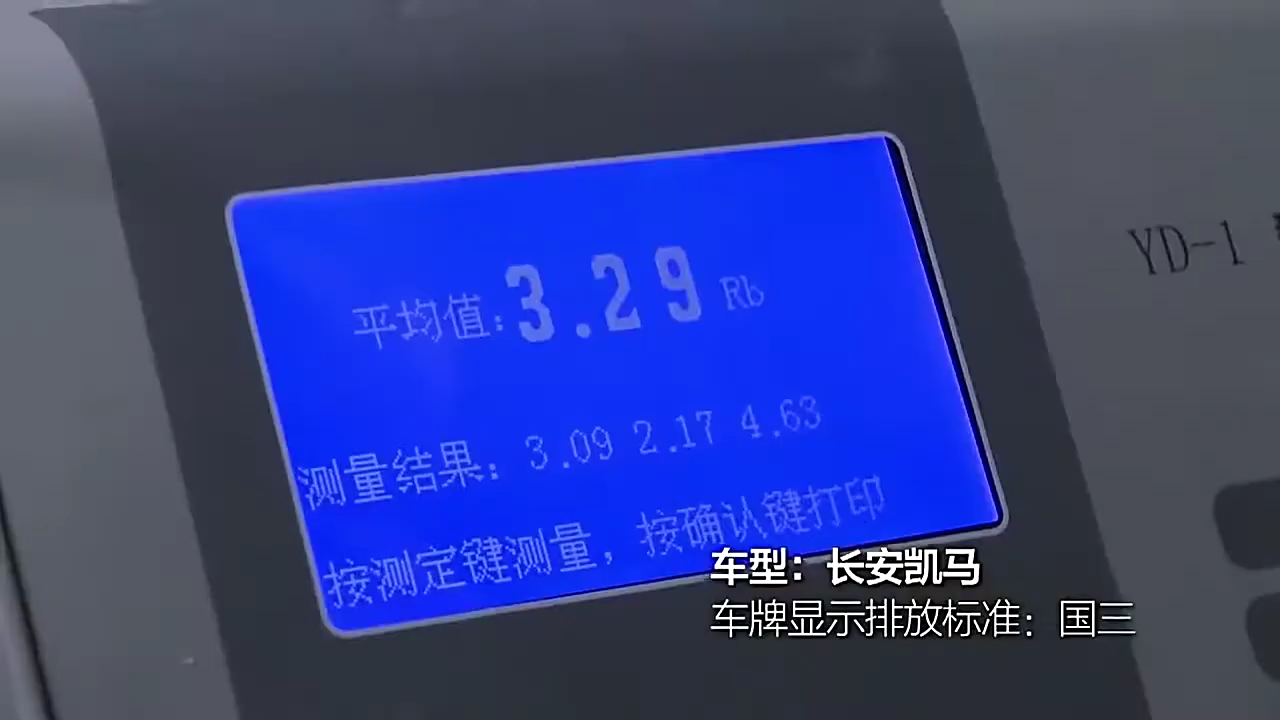 平均值:3.29 Rb
测量结果:3.09 2.17 4.63
按测定键测量，按确认键打印
YD-1
车型：长安凯马
车牌显示排放标准：国三